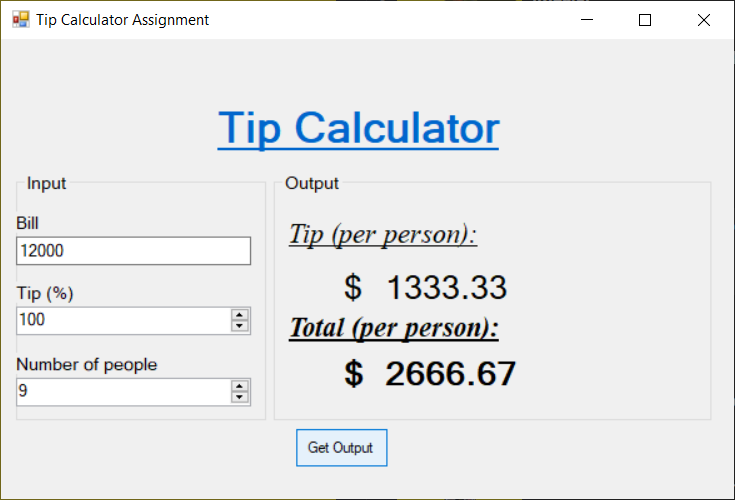 Tip Calculator Assignment
Tip Calculator
Input
Bill
12000
Tip (%)
100
Number of people
9
Output
Tip (per person):
$ 1333.33
Total (per person):
$ 2666.67
Get Output